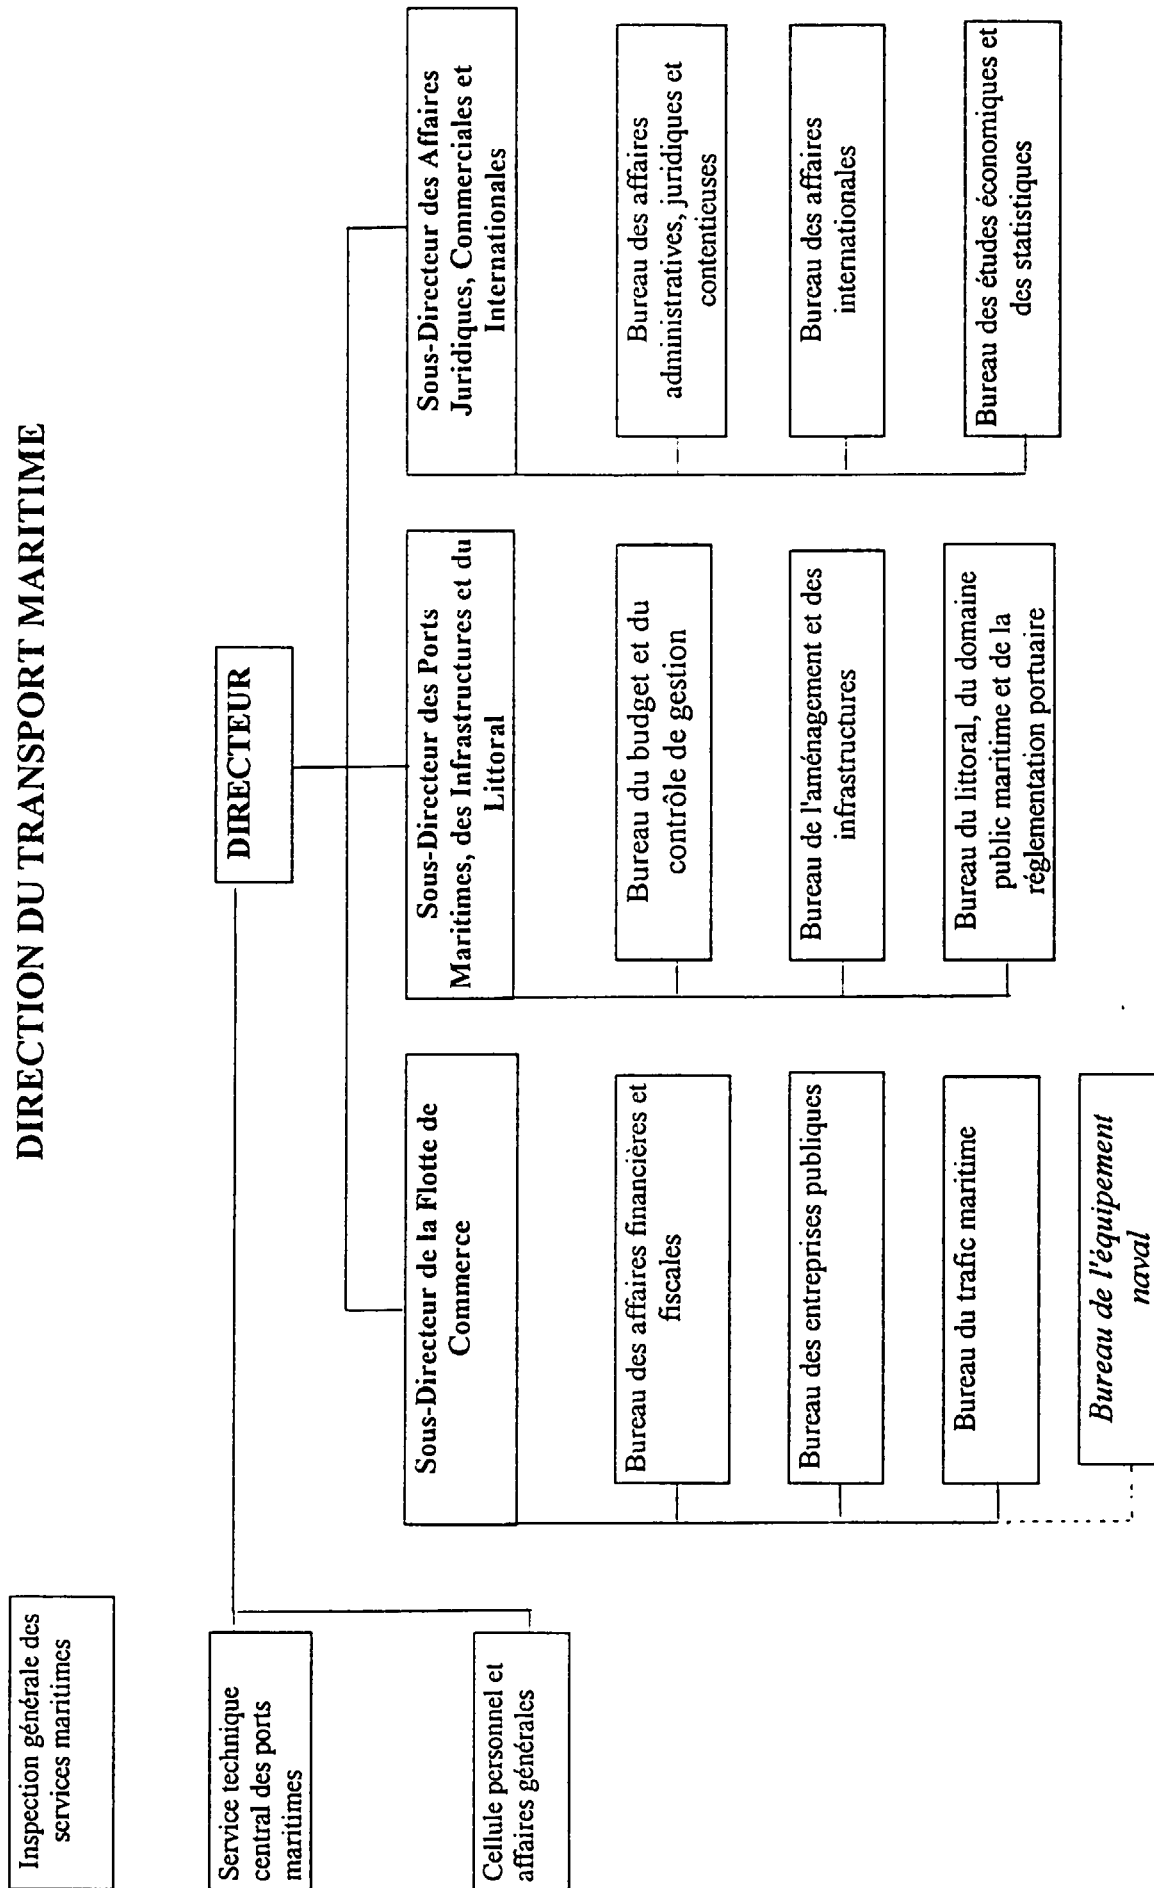 DIRECTION DU TRANSPORT MARITIME
Inspection générale des
services maritimes
DIRECTEUR
Service technique
central des ports
maritimes
Cellule personnel et
affaires générales
Sous-Directeur de la Flotte de
Commerce
Bureau des affaires financières et
fiscales
Bureau des entreprises publiques
Bureau du trafic maritime
Bureau de l'équipement
naval
Sous-Directeur des Ports
Maritimes, des Infrastructures et du
Littoral
Bureau du budget et du
contrôle de gestion
Bureau de l'aménagement et des
infrastructures
Bureau du littoral, du domaine
public maritime et de la
réglementation portuaire
Sous-Directeur des Affaires
Juridiques, Commerciales et
Internationales
Bureau des affaires
administratives, juridiques et
contentieuses
Bureau des affaires
internationales
Bureau des études économiques et
des statistiques